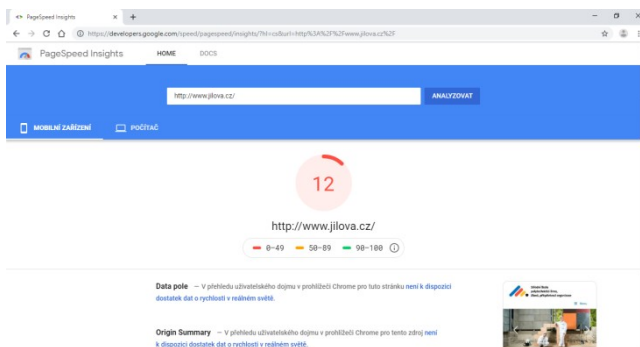 PageSpeed Insights
https://developers.google.com/speed/pagespeed/insights/?hl=cs&url=http%3A%2F%2Fwww.jilova.cz%2F
PageSpeed Insights HOME DOCS
http://www.jilova.cz/ ANALYZOVAT
MOBILNÍ ZAŘÍZENÍ POČÍTAČ
12
http://www.jilova.cz/
0–49 50–89 90–100
Data pole — V přehledu uživatelského dojmu v prohlížeči Chrome pro tuto stránku není k dispozici
dostatek dat o rychlosti v reálném světě.
Origin Summary — V přehledu uživatelského dojmu v prohlížeči Chrome pro tento zdroj není
k dispozici dostatek dat o rychlosti v reálném světě.